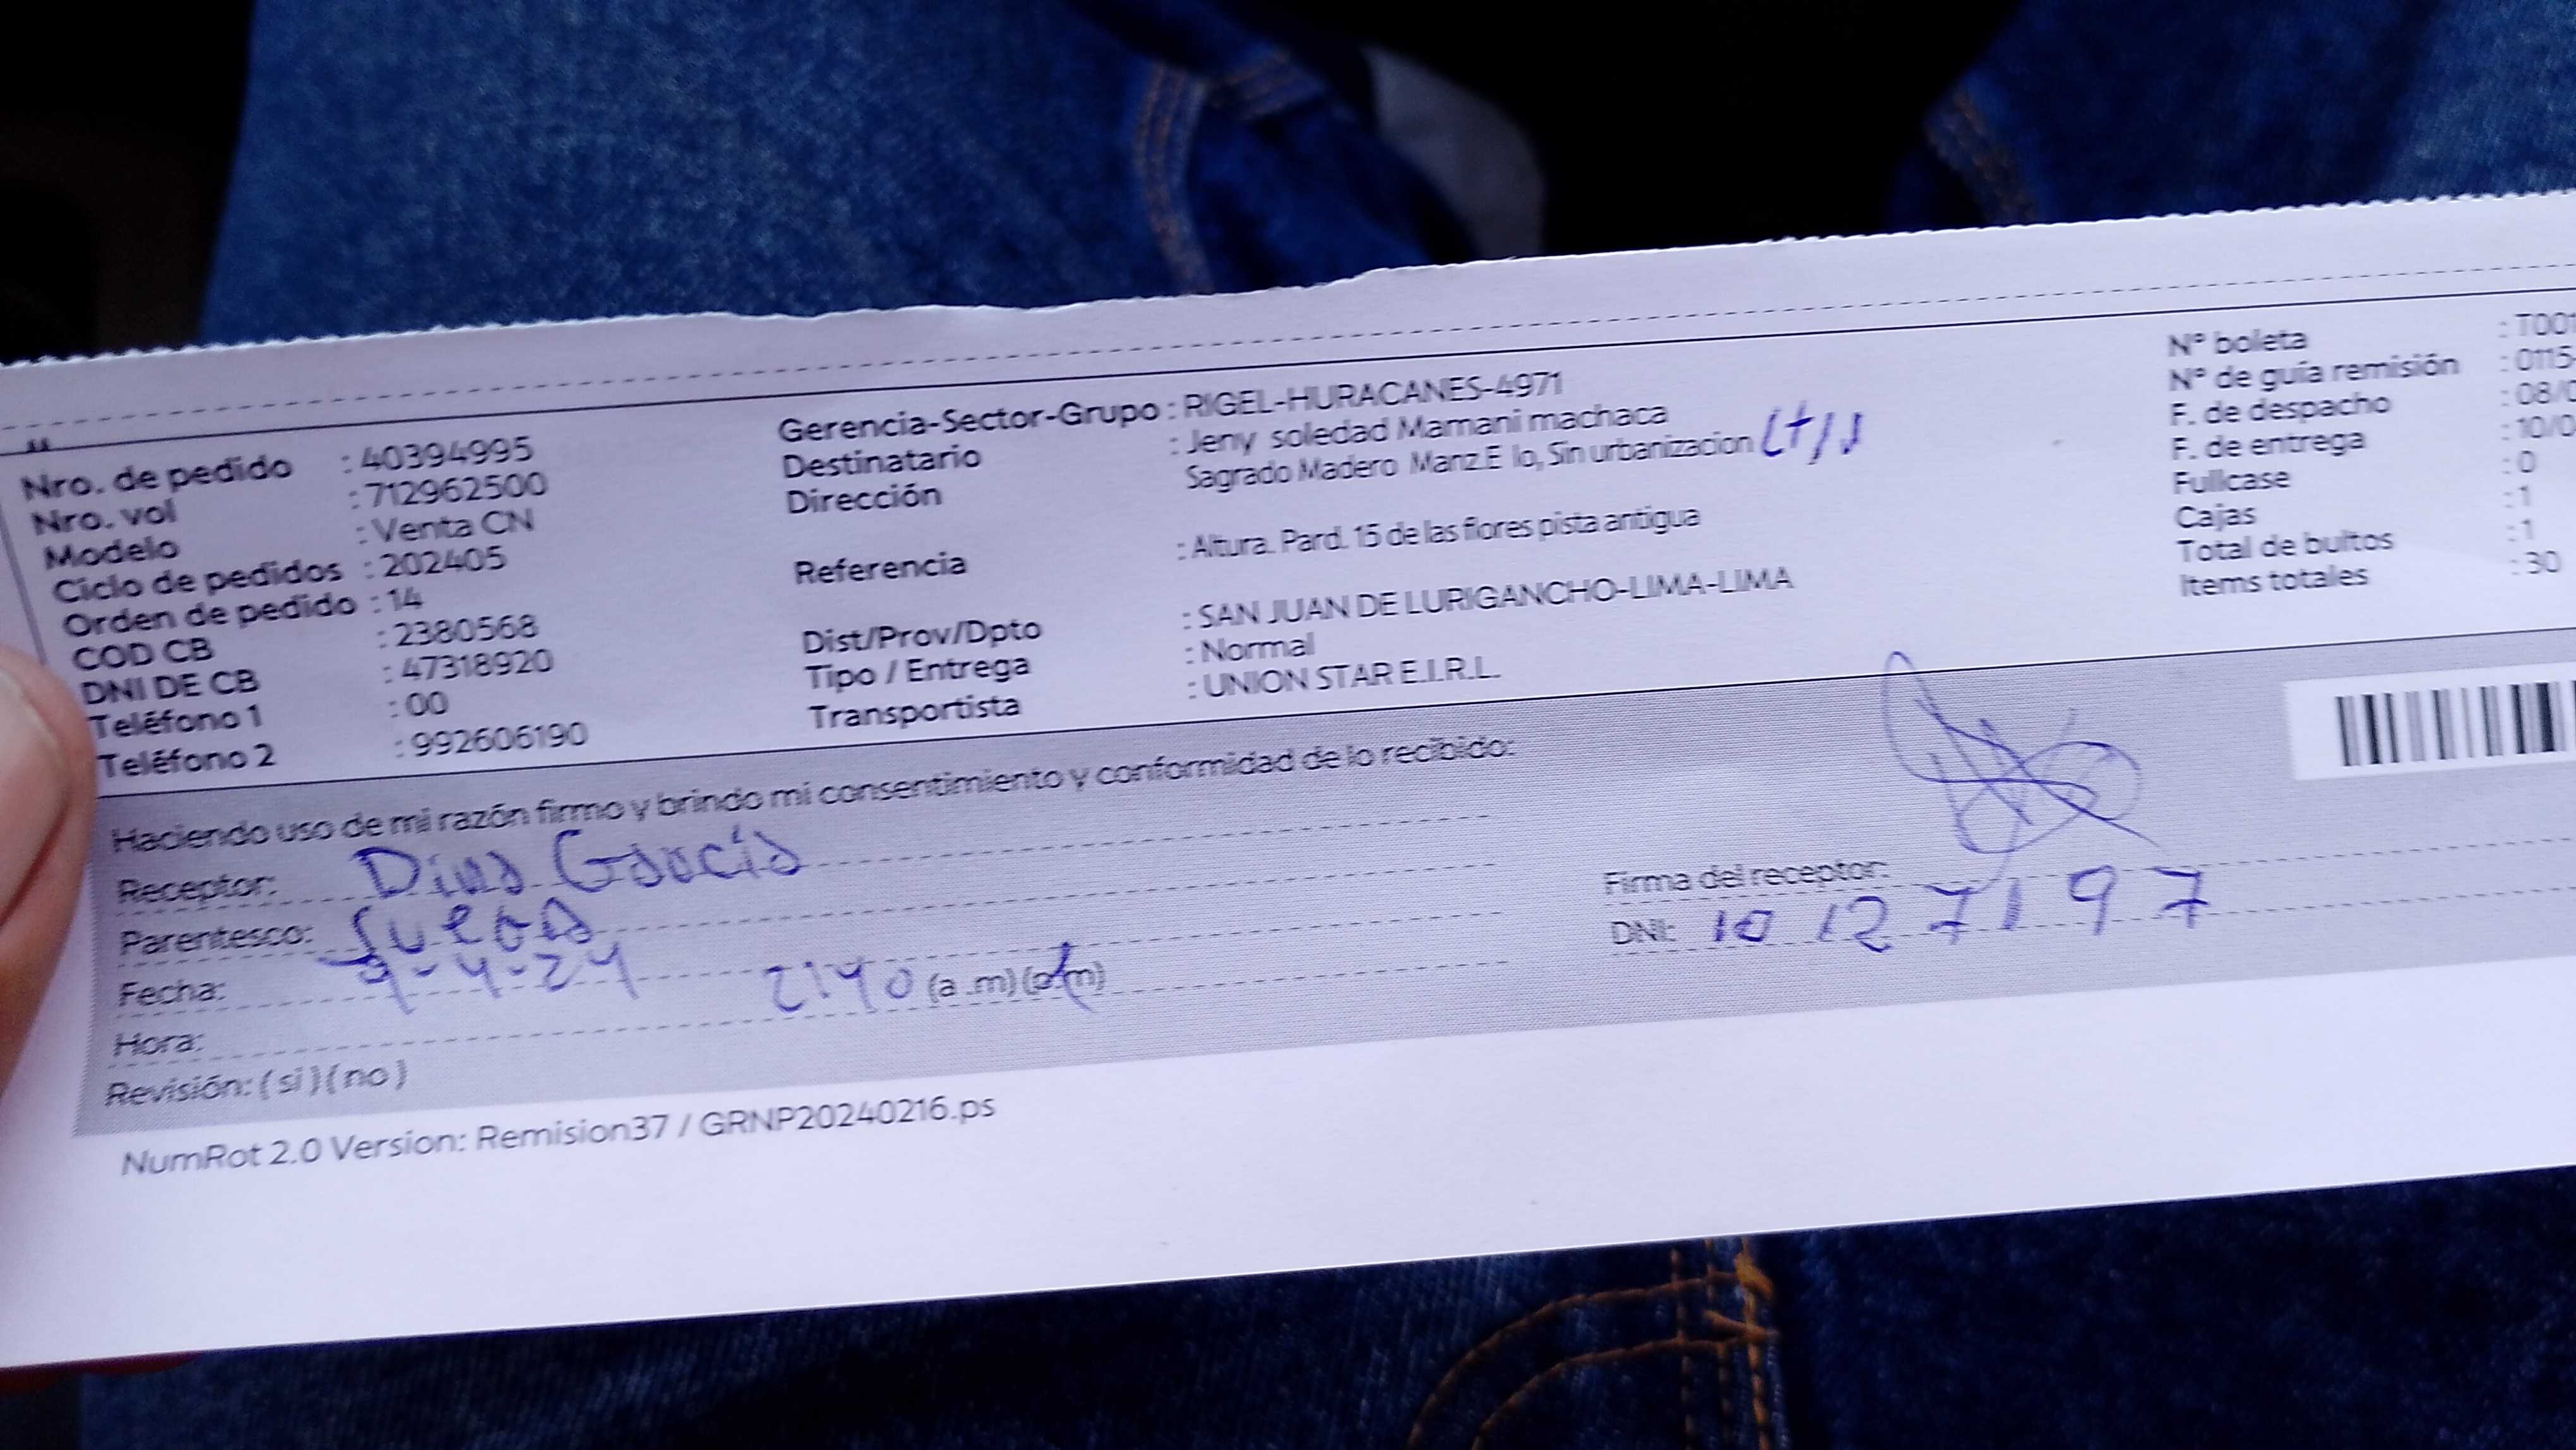 Nro. de pedido : 40394995
Nro. vol : 712962500
Modelo : Venta CN
Ciclo de pedidos : 202405
Orden de pedido : 14
COD CB : 2380568
DNI DE CB : 47318920
Teléfono 1 : 00
Teléfono 2 : 992606190
Gerencia-Sector-Grupo : RIGEL-HURACANES-4971
Destinatario : Jeny soledad Mamani machaca
Dirección Sagrado Madero Manz.E lo, Sin urbanizacion
Referencia : Altura. Pard. 15 de las flores pista antigua
Dist/Prov/Dpto : SAN JUAN DE LURIGANCHO-LIMA-LIMA
Tipo / Entrega : Normal
Transportista : UNION STAR E.I.R.L.
N° boleta : T001
N° de guía remisión : 0115
F. de despacho : 08/0
F. de entrega : 10/0
Fullcase : 0
Cajas : 1
Total de bultos : 1
Items totales : 30
Haciendo uso de mi razón firmo y brindo mi consentimiento y conformidad de lo recibido:
Receptor: Dina Garcia
Parentesco: Suegra
Fecha: 9-4-24
2:40 (a.m) (p.m)
Hora:
Revisión: (si) (no)
Firma del receptor:
DNI: 10127197
NumRot 2.0 Version: Remision37 / GRNP20240216.ps